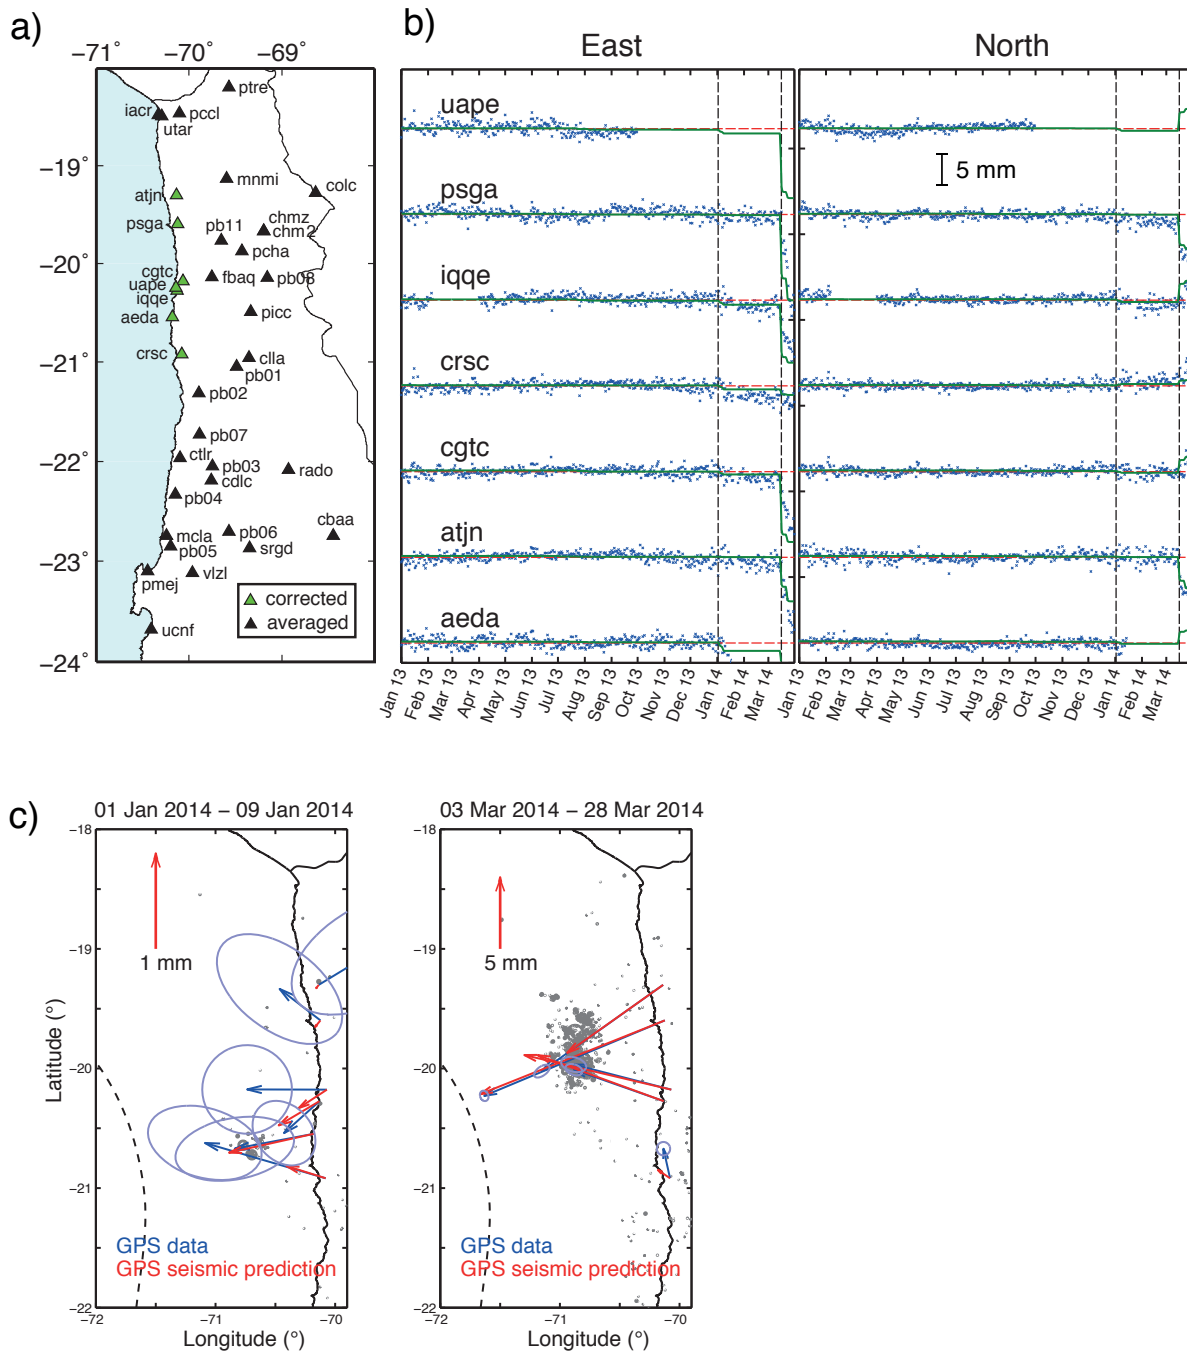 a)
−71° −70° −69°
−19°
−20°
−21°
−22°
−23°
−24°
ptre
iacr
pccl
utar
mnmi
colc
atjn
psga
pb11
chmz
chm2
pcha
cgtc
fbaq
pb08
uape
iqqe
picc
aeda
crsc
clla
pb01
pb02
pb07
ctlr
pb03
rado
cdlc
pb04
cbaa
mcla
pb06
pb05
srgd
pmej
vlzl
ucnf
corrected
averaged
b)
East North
uape
5 mm
psga
iqqe
crsc
cgtc
atjn
aeda
Jan 13 Feb 13 Mar 13 Apr 13 May 13 Jun 13 Jul 13 Aug 13 Sep 13 Oct 13 Nov 13 Dec 13 Jan 14 Feb 14 Mar 14
Jan 13 Feb 13 Mar 13 Apr 13 May 13 Jun 13 Jul 13 Aug 13 Sep 13 Oct 13 Nov 13 Dec 13 Jan 14 Feb 14 Mar 14
c)
01 Jan 2014 − 09 Jan 2014
−18
−19
−20
−21
−22
Latitude (°)
1 mm
GPS data
GPS seismic prediction
−72 −71 −70
Longitude (°)
03 Mar 2014 − 28 Mar 2014
−18
−19
−20
−21
−22
5 mm
GPS data
GPS seismic prediction
−72 −71 −70
Longitude (°)